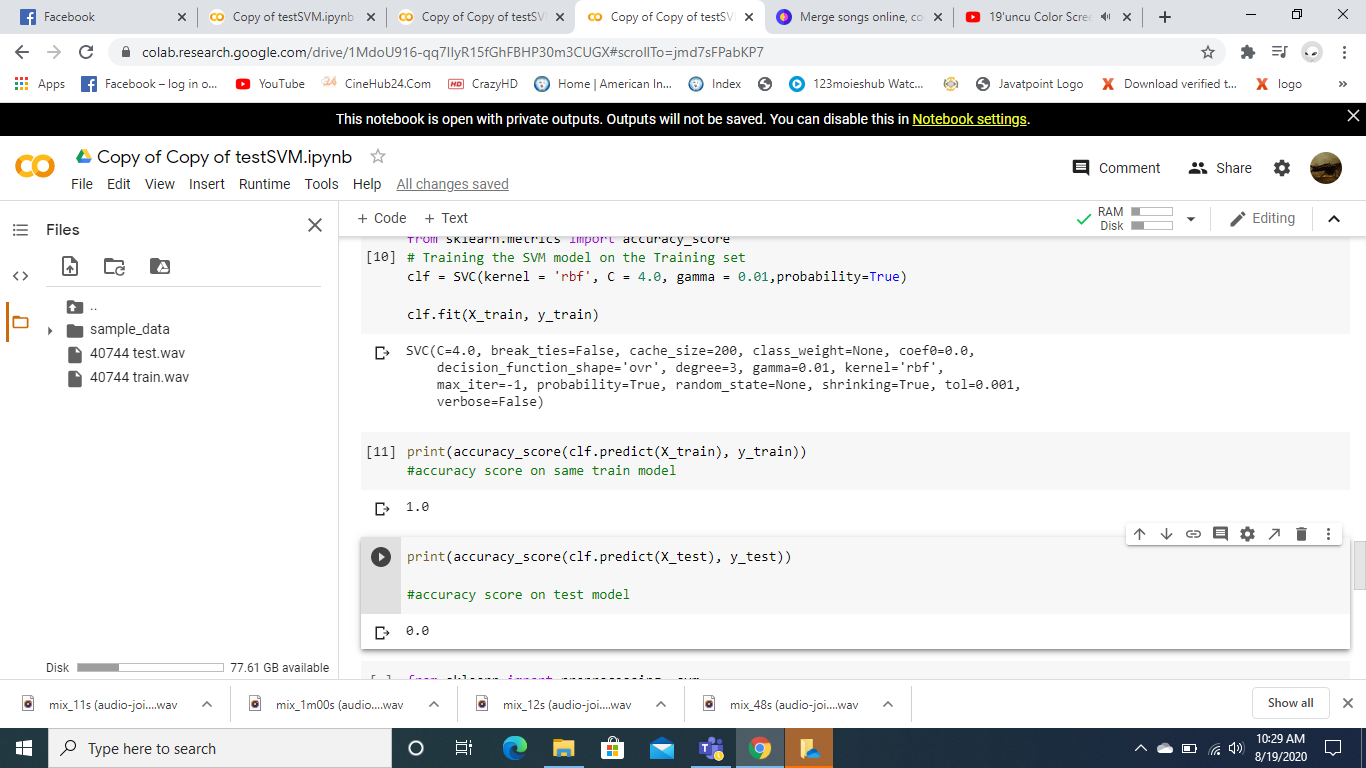 Facebook
Copy of testSVM.ipynb
Copy of Copy of testSV
Copy of Copy of testSV
Merge songs online, co
19'uncu Color Scree
colab.research.google.com/drive/1MdoU916-qq7IIyR15fGhFBHP30m3CUGX#scrollTo=jmd7sFPabKP7
Apps
Facebook – log in o...
YouTube
CineHub24.Com
CrazyHD
Home | American In...
Index
123moieshub Watc...
Javatpoint Logo
Download verified t...
logo
This notebook is open with private outputs. Outputs will not be saved. You can disable this in Notebook settings.
Copy of Copy of testSVM.ipynb
Comment
Share
File Edit View Insert Runtime Tools Help All changes saved
Files
+ Code + Text
RAM
Disk
Editing
..
sample_data
40744 test.wav
40744 train.wav
Disk 77.61 GB available
from sklearn.metrics import accuracy_score
[10] # Training the SVM model on the Training set
clf = SVC(kernel = 'rbf', C = 4.0, gamma = 0.01,probability=True)
clf.fit(X_train, y_train)
SVC(C=4.0, break_ties=False, cache_size=200, class_weight=None, coef0=0.0,
decision_function_shape='ovr', degree=3, gamma=0.01, kernel='rbf',
max_iter=-1, probability=True, random_state=None, shrinking=True, tol=0.001,
verbose=False)
[11] print(accuracy_score(clf.predict(X_train), y_train))
#accuracy score on same train model
1.0
print(accuracy_score(clf.predict(X_test), y_test))
#accuracy score on test model
0.0
mix_11s (audio-joi....wav
mix_1m00s (audio....wav
mix_12s (audio-joi....wav
mix_48s (audio-joi....wav
Show all
Type here to search
10:29 AM
8/19/2020